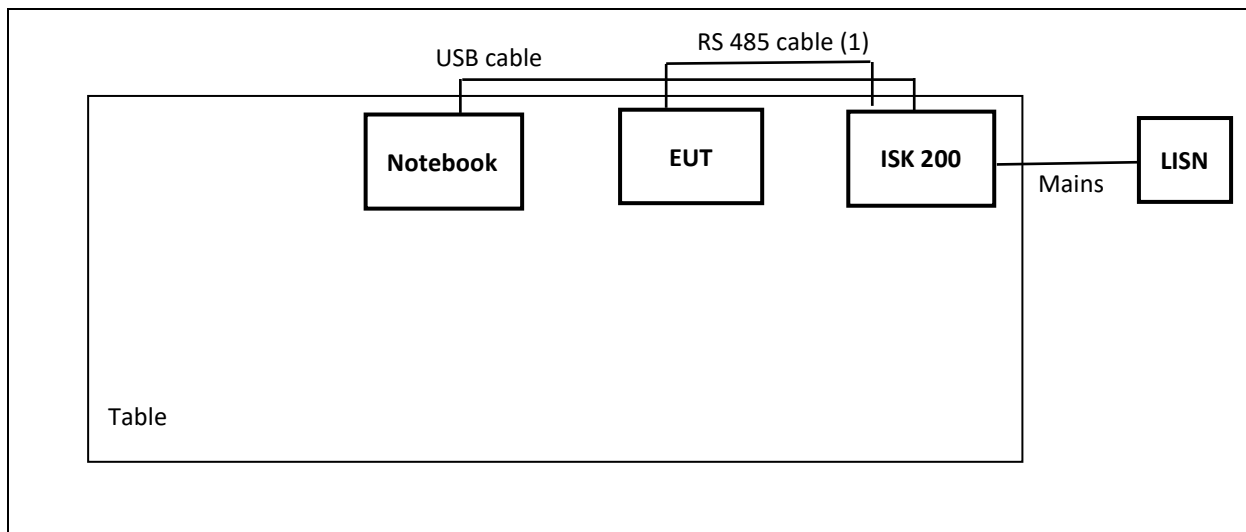 RS 485 cable (1)
USB cable
Notebook
EUT
ISK 200
LISN
Mains
Table